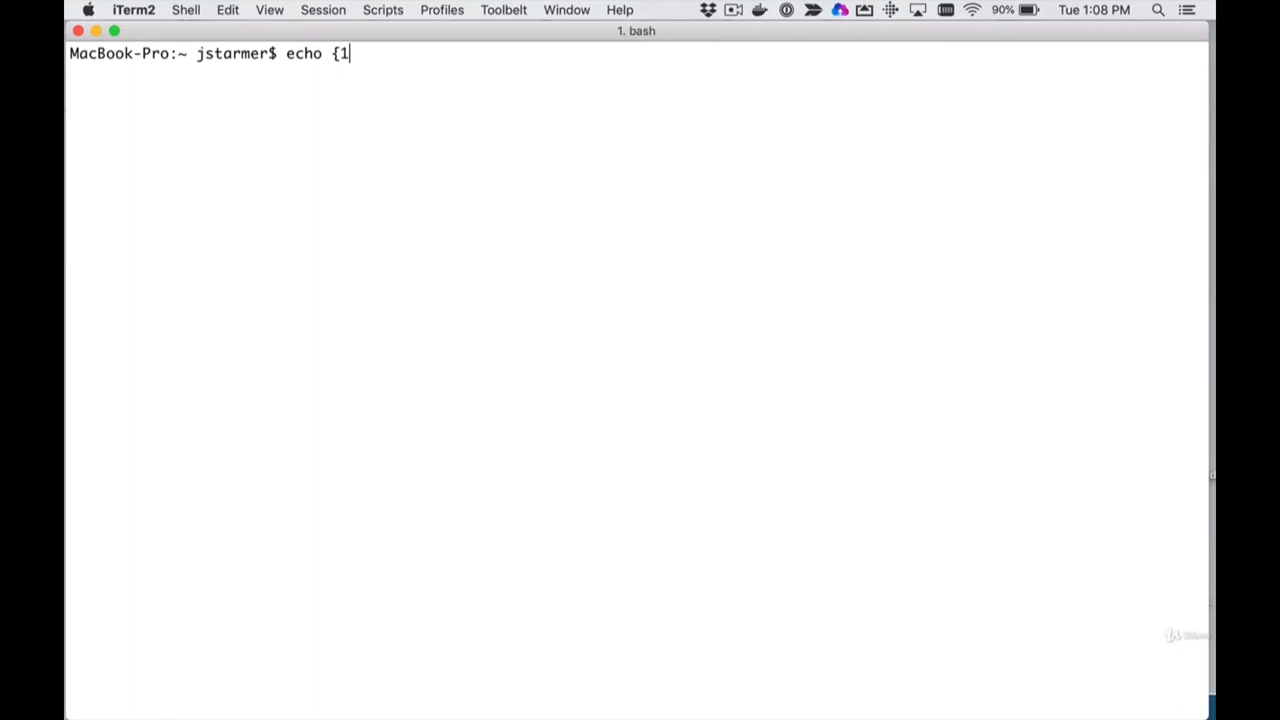 iTerm2 Shell Edit View Session Scripts Profiles Toolbelt Window Help 90% Tue 1:08 PM
1. bash
MacBook-Pro:~ jstarmer$ echo {1
Udemy